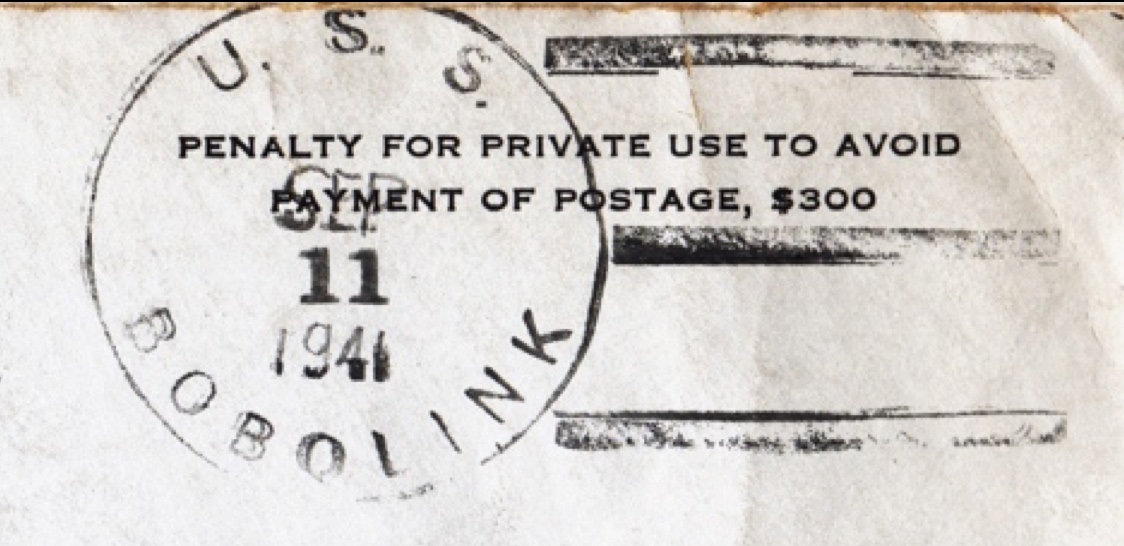 U. S. S.
PENALTY FOR PRIVATE USE TO AVOID
SEP
PAYMENT OF POSTAGE, $300
11
1941
BOBOLINK